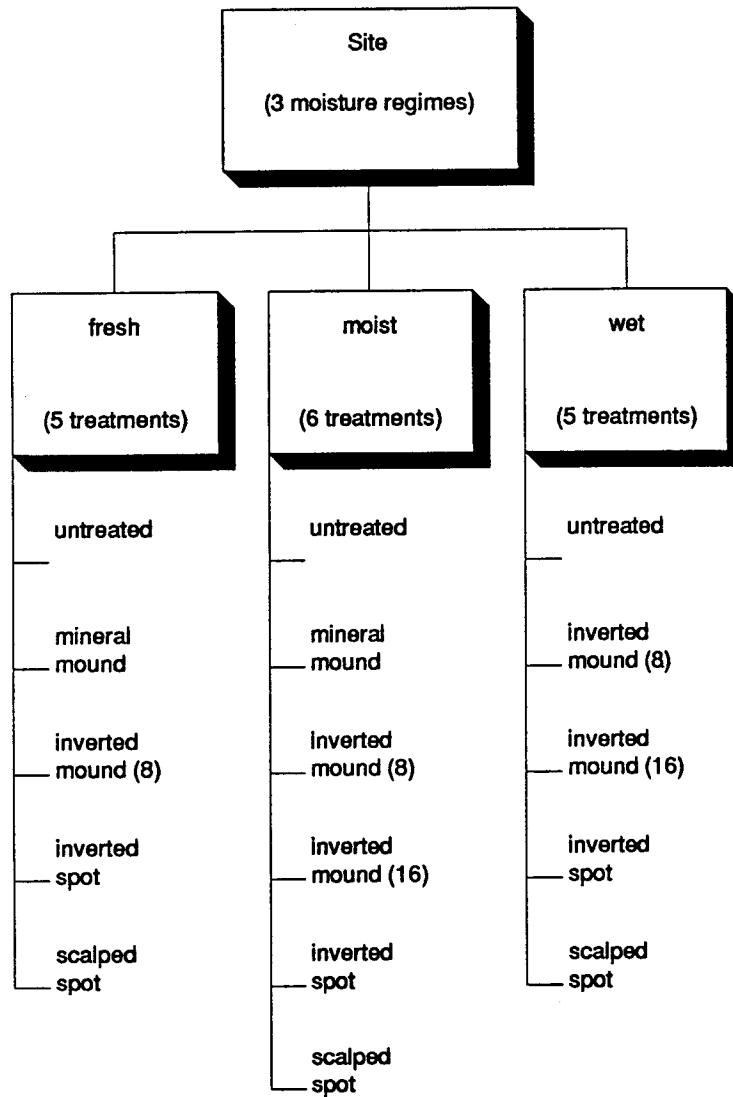 Site
(3 moisture regimes)
fresh
(5 treatments)
untreated
mineral
mound
inverted
mound (8)
inverted
spot
scalped
spot
moist
(6 treatments)
untreated
mineral
mound
inverted
mound (8)
inverted
mound (16)
inverted
spot
scalped
spot
wet
(5 treatments)
untreated
inverted
mound (8)
inverted
mound (16)
inverted
spot
scalped
spot